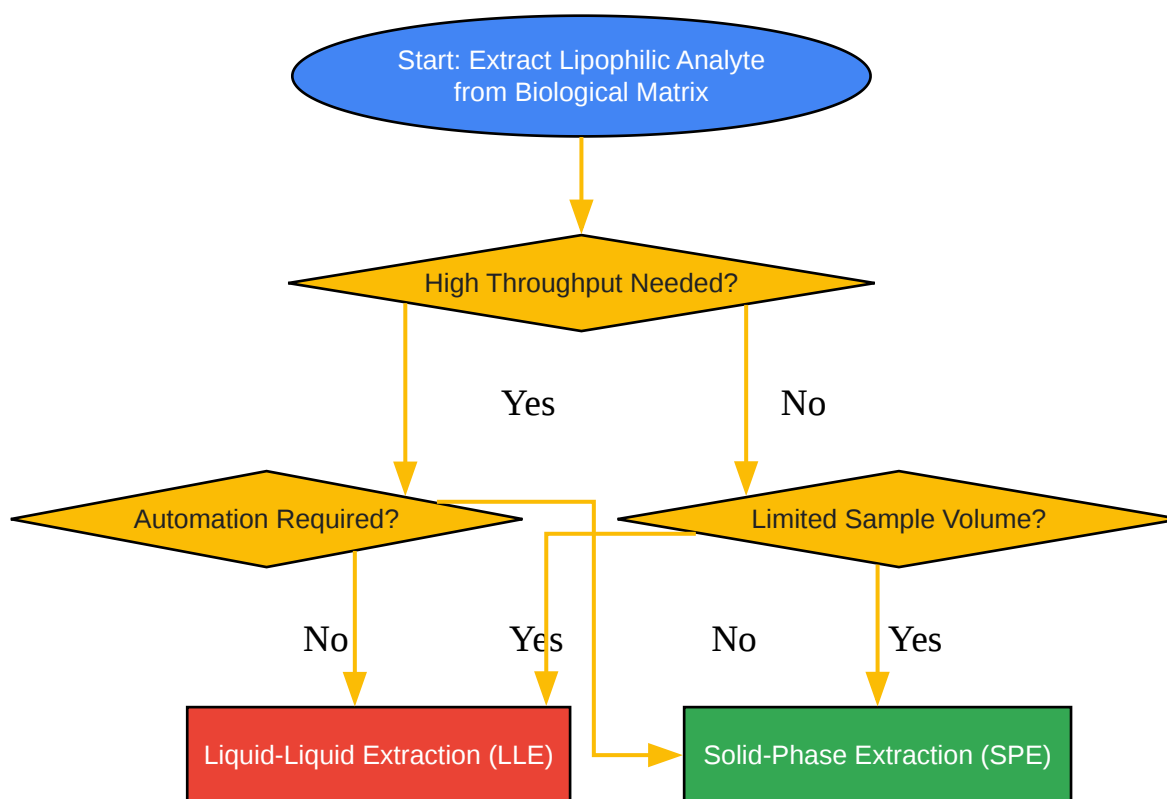 Start: Extract Lipophilic Analyte
from Biological Matrix
High Throughput Needed?
Yes
No
Automation Required?
Limited Sample Volume?
No
Yes
No
Yes
Liquid-Liquid Extraction (LLE)
Solid-Phase Extraction (SPE)